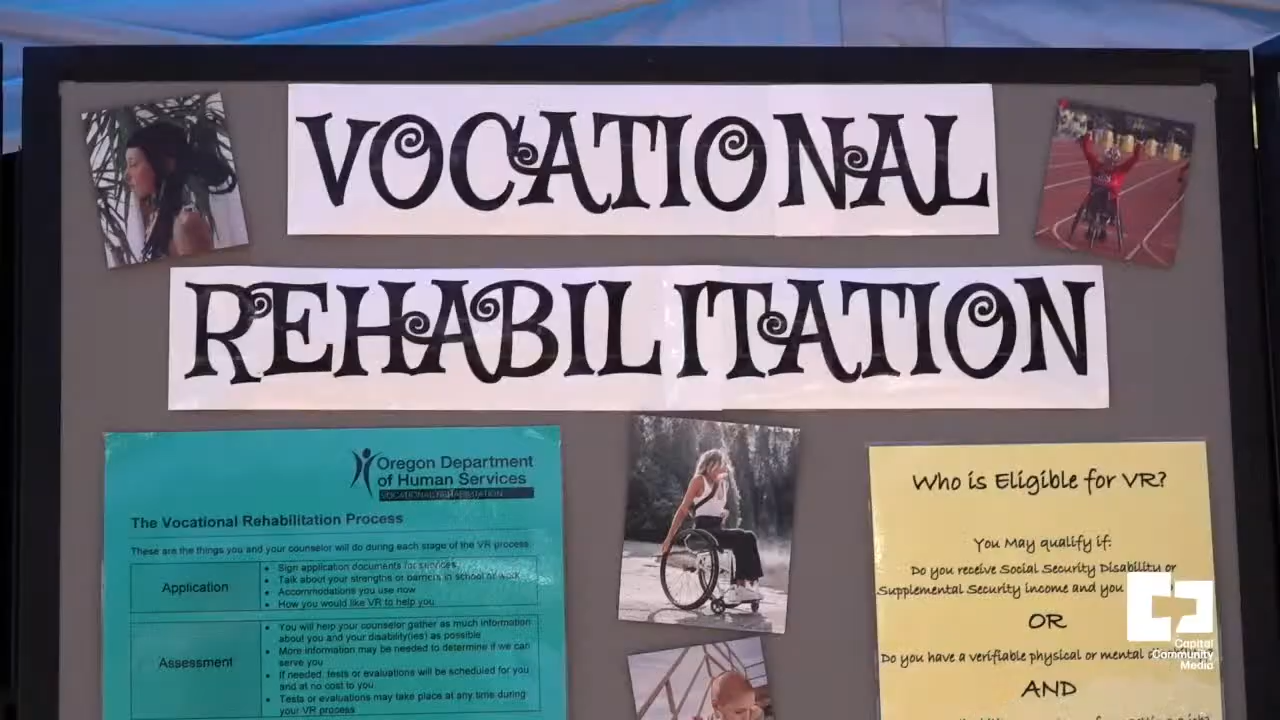 VOCATIONAL
REHABILITATION
Oregon Department
of Human Services
VOCATIONAL REHABILITATION
The Vocational Rehabilitation Process
These are the things you and your counselor will do during each stage of the VR process.
Application
• Sign application documents for services
• Talk about your strengths or barriers in school or work
• Accommodations you use now
• How you would like VR to help you
Assessment
• You will help your counselor gather as much information
about you and your disability(ies) as possible
• More information may be needed to determine if we can
serve you
• If needed, tests or evaluations will be scheduled for you
and at no cost to you
• Tests or evaluations may take place at any time during
your VR process
Who is Eligible for VR?
You May qualify if:
Do you receive Social Security Disability or
Supplemental Security income and you
OR
Do you have a verifiable physical or mental
AND
Capital
Community
Media